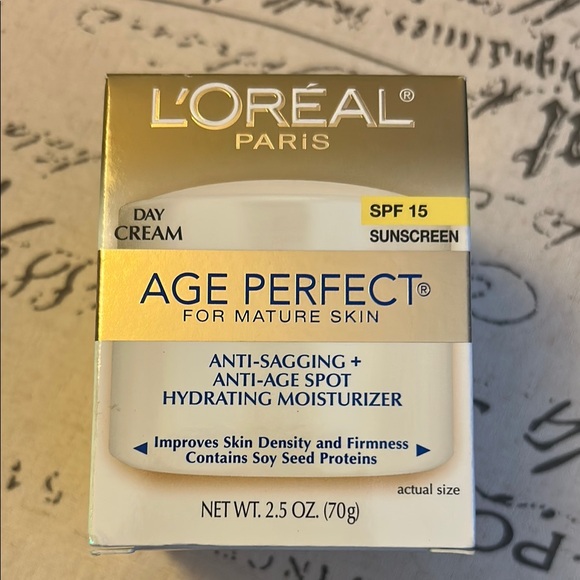 L'ORÉAL®
PARiS
DAY
CREAM
SPF 15
SUNSCREEN
AGE PERFECT®
FOR MATURE SKIN
ANTI-SAGGING +
ANTI-AGE SPOT
HYDRATING MOISTURIZER
Improves Skin Density and Firmness
Contains Soy Seed Proteins
actual size
NET WT. 2.5 OZ. (70g)